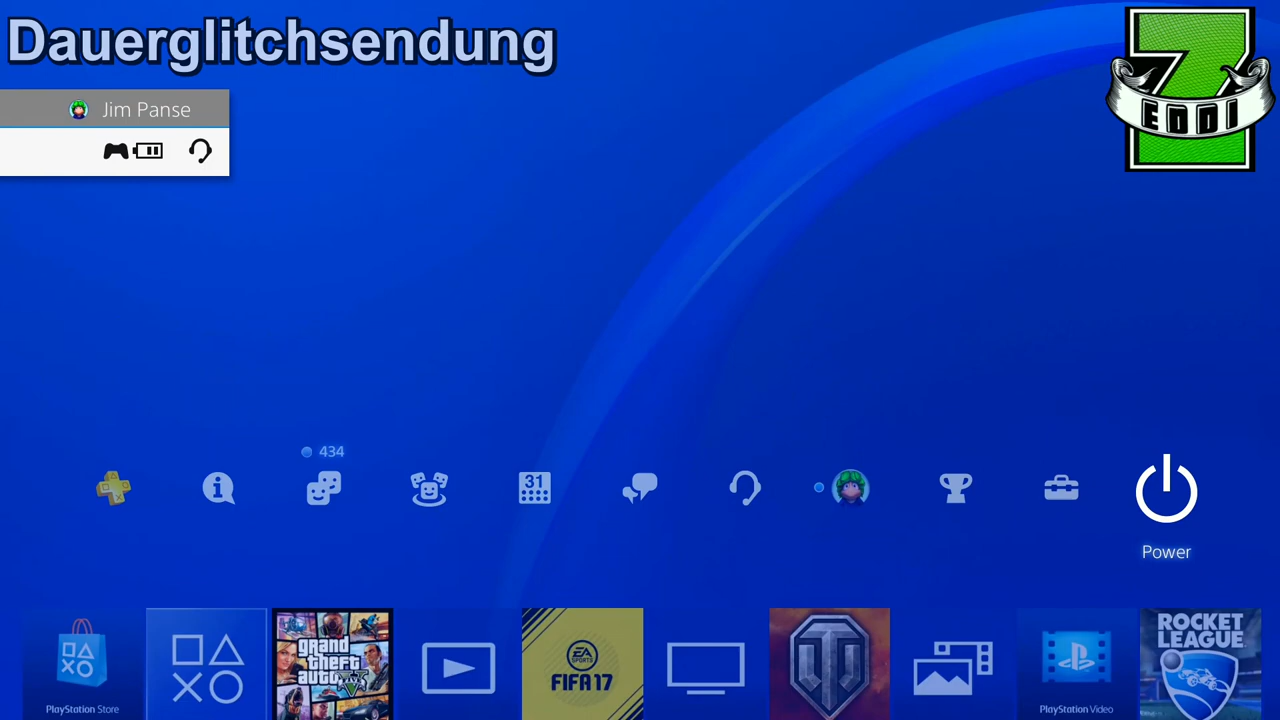 Dauerglitchsendung
Z
EDDI
Jim Panse
434
31
Power
PlayStation Store
grand
theft
auto
V
EA
SPORTS
FIFA 17
PlayStation Video
ROCKET
LEAGUE